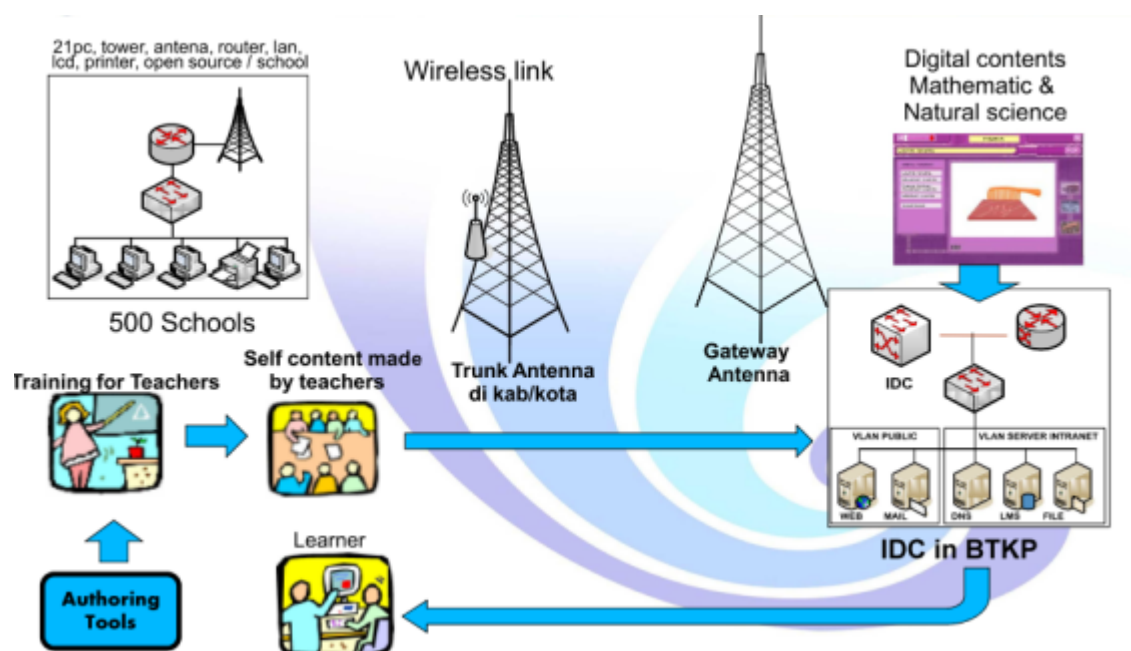 21pc, tower, antena, router, lan,
lcd, printer, open source / school
500 Schools
Wireless link
Trunk Antenna
di kab/kota
Gateway
Antenna
Digital contents
Mathematic &
Natural science
IDC
VLAN PUBLIC
VLAN SERVER INTRANET
WEB
MAIL
DNS
LMS
FILE
IDC in BTKP
Training for Teachers
Self content made
by teachers
Learner
Authoring
Tools